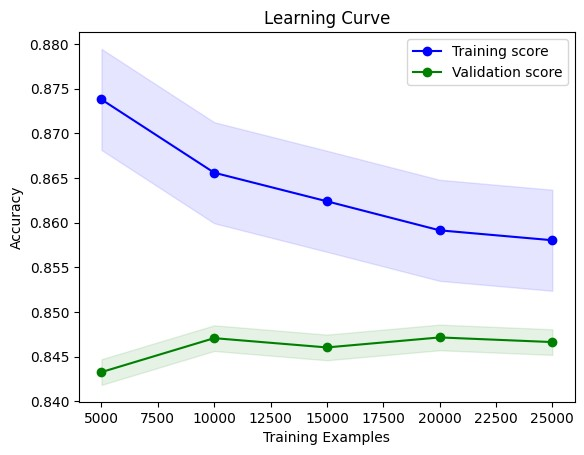 Learning Curve
Training score
Validation score
0.880
0.875
0.870
0.865
0.860
0.855
0.850
0.845
0.840
Accuracy
5000 7500 10000 12500 15000 17500 20000 22500 25000
Training Examples